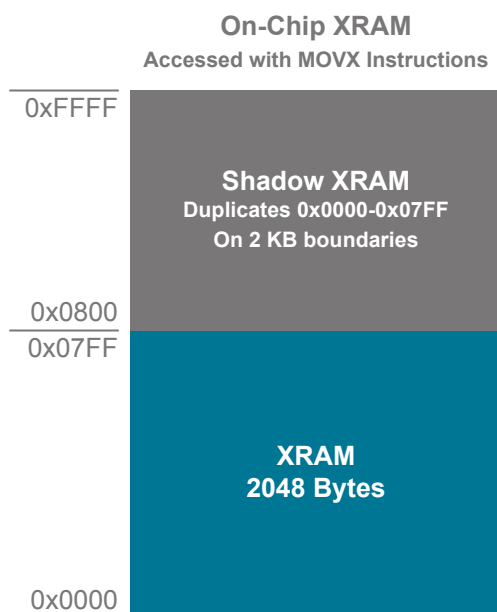 On-Chip XRAM
Accessed with MOVX Instructions
0xFFFF
Shadow XRAM
Duplicates 0x0000-0x07FF
On 2 KB boundaries
0x0800
0x07FF
XRAM
2048 Bytes
0x0000